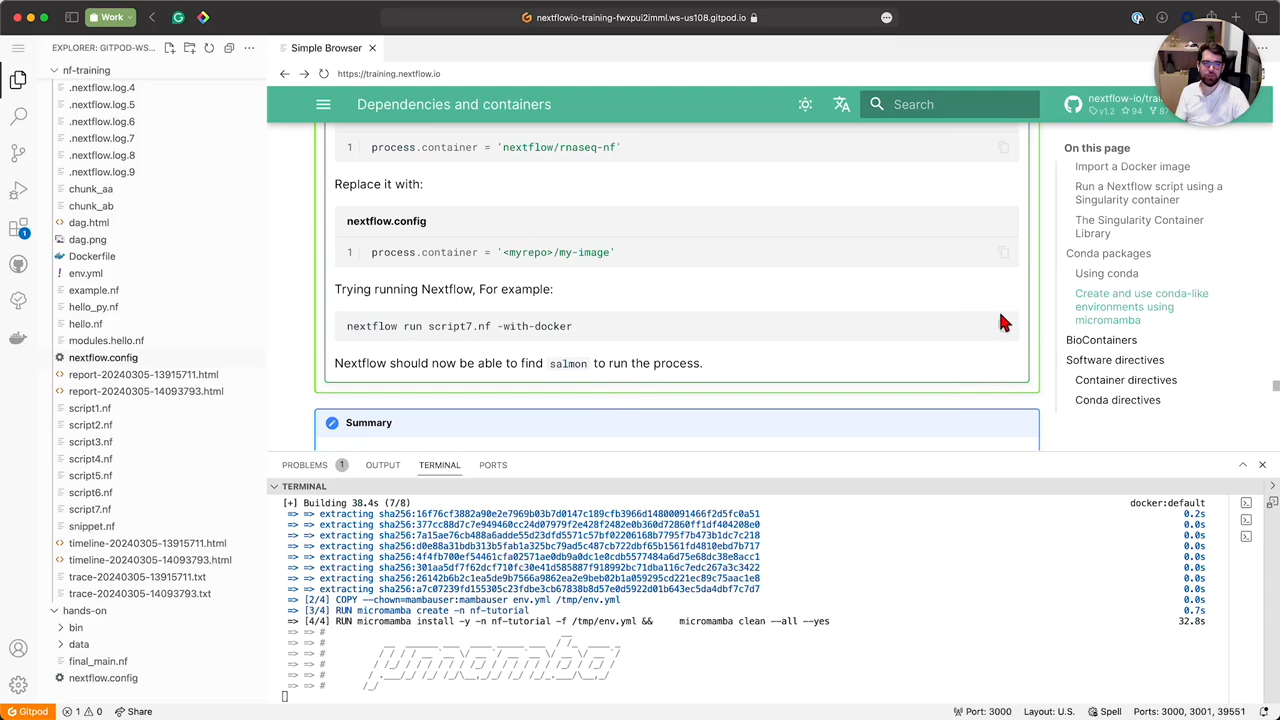 Work
nextflowio-training-fwxpui2imml.ws-us108.gitpod.io
EXPLORER: GITPOD-WS...
nf-training
.nextflow.log.4
.nextflow.log.5
.nextflow.log.6
.nextflow.log.7
.nextflow.log.8
.nextflow.log.9
chunk_aa
chunk_ab
dag.html
dag.png
Dockerfile
env.yml
example.nf
hello_py.nf
hello.nf
modules.hello.nf
nextflow.config
report-20240305-13915711.html
report-20240305-14093793.html
script1.nf
script2.nf
script3.nf
script4.nf
script5.nf
script6.nf
script7.nf
snippet.nf
timeline-20240305-13915711.html
timeline-20240305-14093793.html
trace-20240305-13915711.txt
trace-20240305-14093793.txt
hands-on
bin
data
final_main.nf
nextflow.config
1
Simple Browser
https://training.nextflow.io
Dependencies and containers
Search
nextflow-io/trai
v1.2 94 87
1 process.container = 'nextflow/rnaseq-nf'
Replace it with:
nextflow.config
1 process.container = '<myrepo>/my-image'
Trying running Nextflow, For example:
nextflow run script7.nf -with-docker
Nextflow should now be able to find salmon to run the process.
Summary
On this page
Import a Docker image
Run a Nextflow script using a
Singularity container
The Singularity Container
Library
Conda packages
Using conda
Create and use conda-like
environments using
micromamba
BioContainers
Software directives
Container directives
Conda directives
PROBLEMS 1 OUTPUT TERMINAL PORTS
TERMINAL
[+] Building 38.4s (7/8) docker:default
=> => extracting sha256:16f76cf3882a90e2e7969b03b7d0147c189cfb3966d14800091466f2d5fc0a51 0.2s
=> => extracting sha256:377cc88d7c7e949460cc24d07979f2e428f2482e0b360d72860ff1df404208e0 0.0s
=> => extracting sha256:7a15ae76cb488a6adde55d23dfd5571c57bf02206168b7795f7b473b1dc7c218 0.0s
=> => extracting sha256:d0e88a31bdb313b5fab1a325bc79ad5c487cb722dbf65b1561fd4810ebd7b717 0.0s
=> => extracting sha256:4f4fb700ef54461cfa02571ae0db9a0dc1e0cdb5577484a6d75e68dc38e8acc1 0.0s
=> => extracting sha256:301aa5df7f62dcf710fc30e41d585887f918992bc71dba116c7edc267a3c3422 0.0s
=> => extracting sha256:26142b6b2c1ea5de9b7566a9862ea2e9beb02b1a059295cd221ec89c75aac1e8 0.0s
=> => extracting sha256:a7c07239fd155305c23fdbe3cb67838b8d57e0d5922d01b643ec5da4dbf7c7d7 0.0s
=> [2/4] COPY --chown=mambauser:mambauser env.yml /tmp/env.yml 0.0s
=> [3/4] RUN micromamba create -n nf-tutorial 0.7s
=> [4/4] RUN micromamba install -y -n nf-tutorial -f /tmp/env.yml && micromamba clean --all --yes 32.8s
=> => #
=> => #
=> => #
=> => #
=> => #
=> => #
Gitpod 1 0 Share Port: 3000 Layout: U.S. Spell Ports: 3000, 3001, 39551